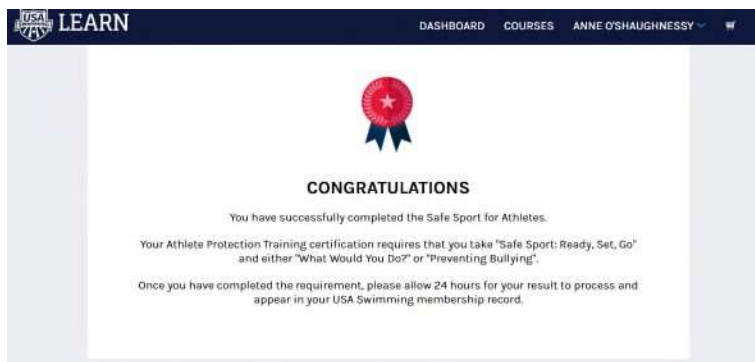 USA LEARN
DASHBOARD COURSES ANNE O'SHAUGHNESSY
CONGRATULATIONS
You have successfully completed the Safe Sport for Athletes.
Your Athlete Protection Training certification requires that you take "Safe Sport: Ready, Set, Go"
and either "What Would You Do?" or "Preventing Bullying".
Once you have completed the requirement, please allow 24 hours for your result to process and
appear in your USA Swimming membership record.